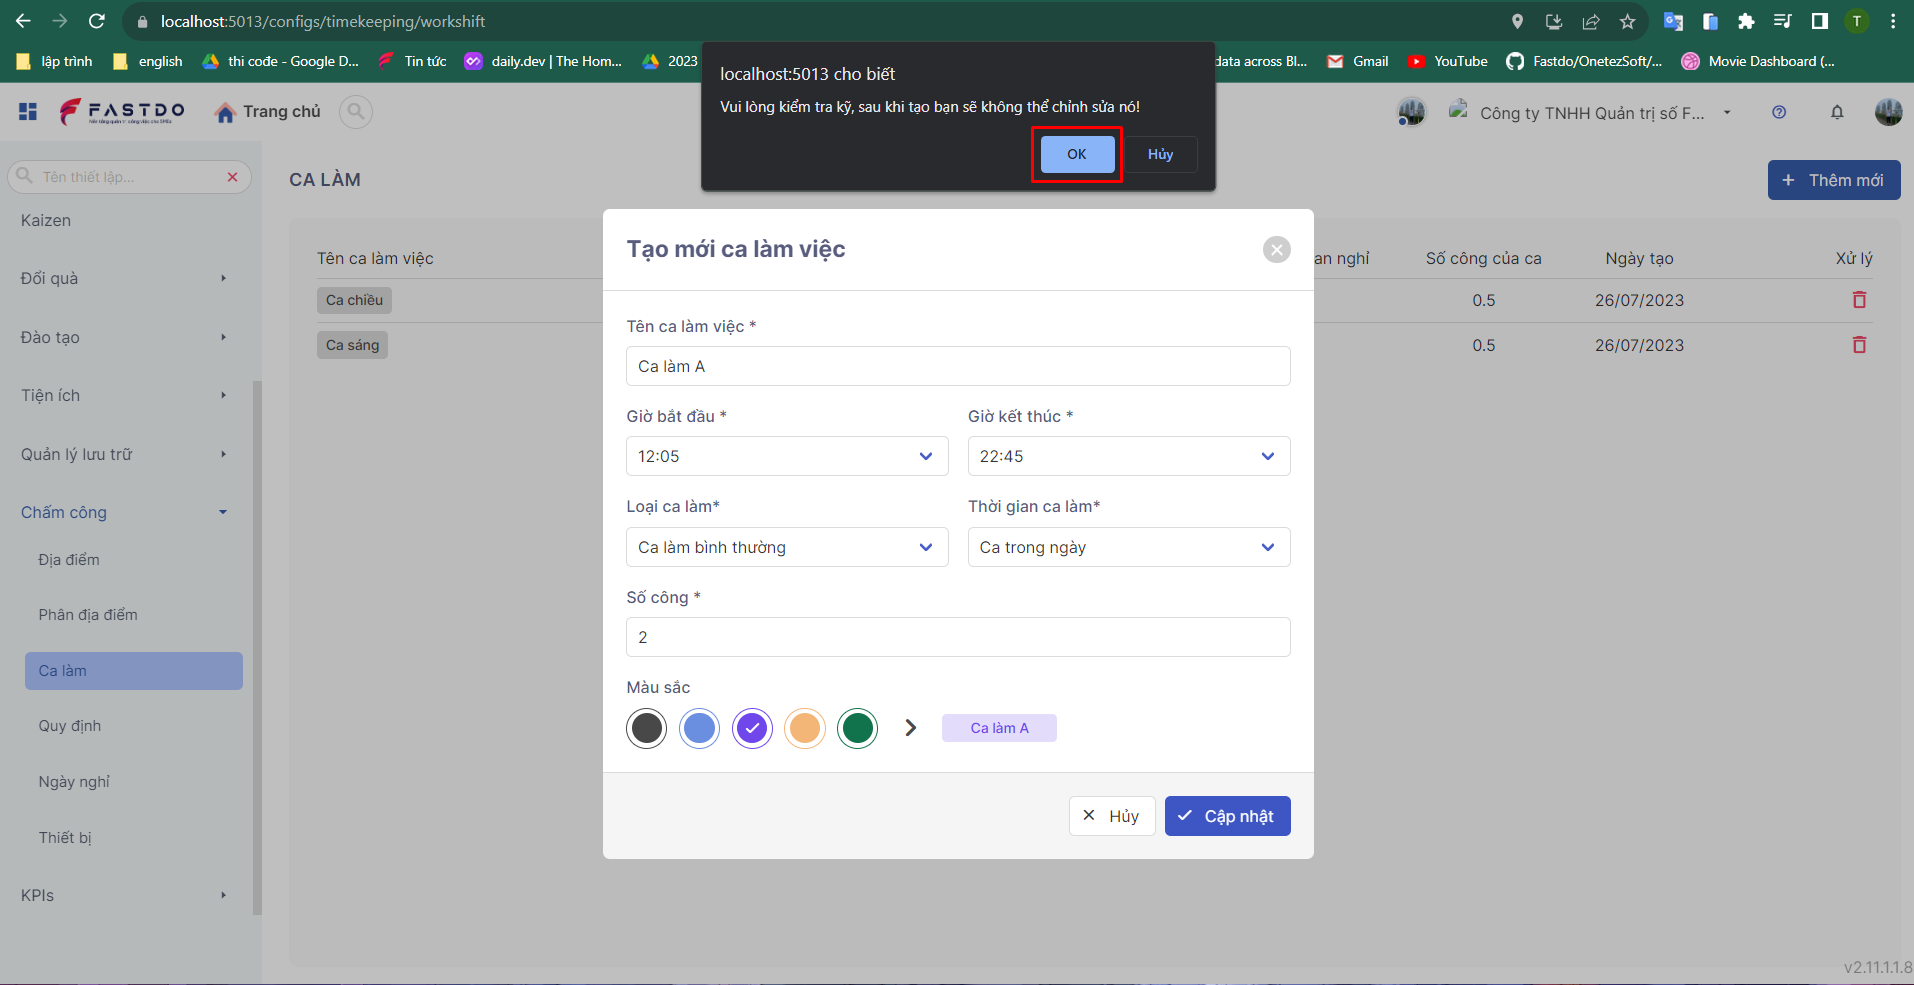 localhost:5013/configs/timekeeping/workshift
T
lập trình
english
thi code - Google D...
Tin tức
daily.dev | The Hom...
2023
data across Bl...
Gmail
YouTube
Fastdo/OnetezSoft/...
Movie Dashboard (...
localhost:5013 cho biết
Vui lòng kiểm tra kỹ, sau khi tạo bạn sẽ không thể chỉnh sửa nó!
OK
Hủy
FASTDO
Trang chủ
Công ty TNHH Quản trị số F...
Tên thiết lập...
Kaizen
Đổi quà
Đào tạo
Tiện ích
Quản lý lưu trữ
Chấm công
Địa điểm
Phân địa điểm
Ca làm
Quy định
Ngày nghỉ
Thiết bị
KPIs
CA LÀM
+ Thêm mới
Tên ca làm việc
an nghỉ
Số công của ca
Ngày tạo
Xử lý
Ca chiều
0.5
26/07/2023
Ca sáng
0.5
26/07/2023
Tạo mới ca làm việc
Tên ca làm việc *
Ca làm A
Giờ bắt đầu *
Giờ kết thúc *
12:05
22:45
Loại ca làm*
Thời gian ca làm*
Ca làm bình thường
Ca trong ngày
Số công *
2
Màu sắc
Ca làm A
Hủy
Cập nhật
v2.11.1.1.8